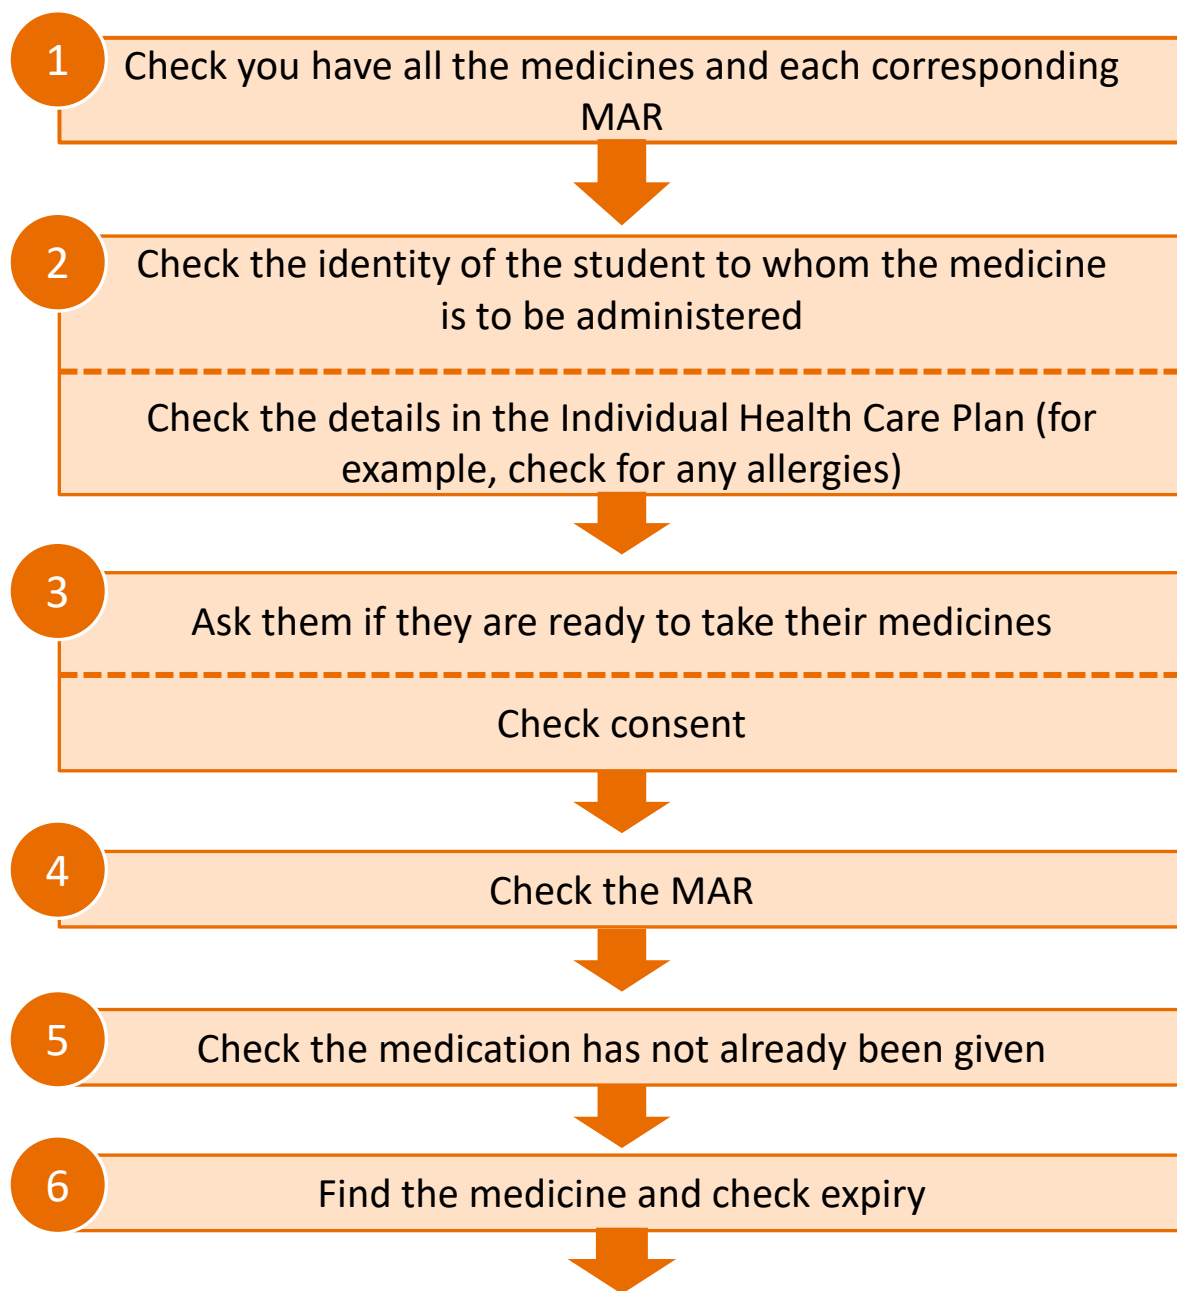 1
Check you have all the medicines and each corresponding
MAR
2
Check the identity of the student to whom the medicine
is to be administered
Check the details in the Individual Health Care Plan (for
example, check for any allergies)
3
Ask them if they are ready to take their medicines
Check consent
4
Check the MAR
5
Check the medication has not already been given
6
Find the medicine and check expiry